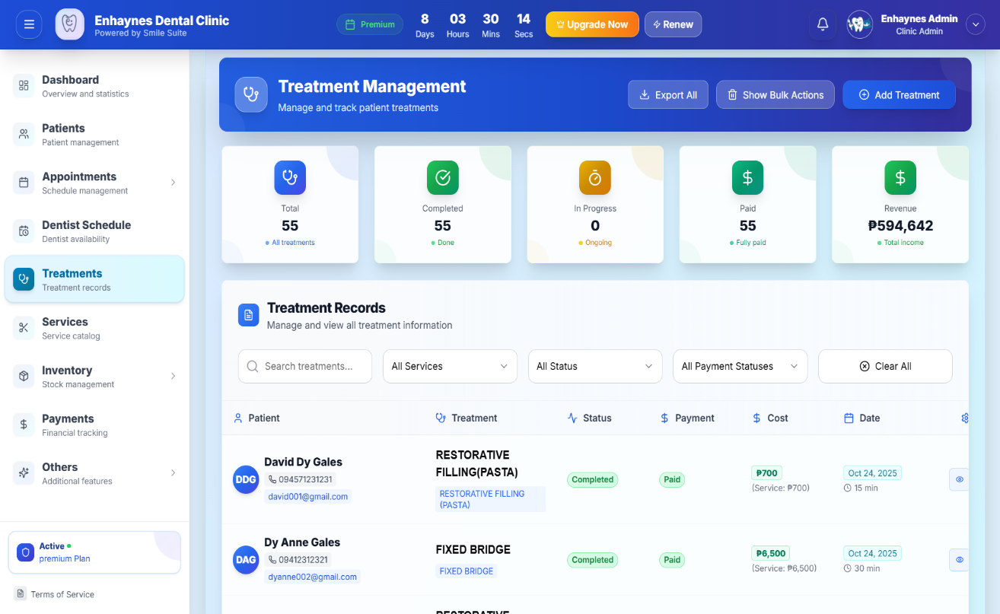 Enhaynes Dental Clinic
Powered by Smile Suite
Premium
8 03 30 14
Days Hours Mins Secs
Upgrade Now
Renew
Enhaynes Admin
Clinic Admin
Dashboard
Overview and statistics
Patients
Patient management
Appointments
Schedule management
Dentist Schedule
Dentist availability
Treatments
Treatment records
Services
Service catalog
Inventory
Stock management
Payments
Financial tracking
Others
Additional features
Active
premium Plan
Terms of Service
Treatment Management
Manage and track patient treatments
Export All
Show Bulk Actions
Add Treatment
Total
55
All treatments
Completed
55
Done
In Progress
0
Ongoing
Paid
55
Fully paid
Revenue
₱594,642
Total income
Treatment Records
Manage and view all treatment information
Search treatments...
All Services
All Status
All Payment Statuses
Clear All
Patient Treatment Status Payment Cost Date
DDG
David Dy Gales
094571231231
david001@gmail.com
RESTORATIVE
FILLING(PASTA)
RESTORATIVE FILLING
(PASTA)
Completed
Paid
₱700
(Service: ₱700)
Oct 24, 2025
15 min
DAG
Dy Anne Gales
09412312321
dyanne002@gmail.com
FIXED BRIDGE
FIXED BRIDGE
Completed
Paid
₱6,500
(Service: ₱6,500)
Oct 24, 2025
30 min
RESTORATIVE